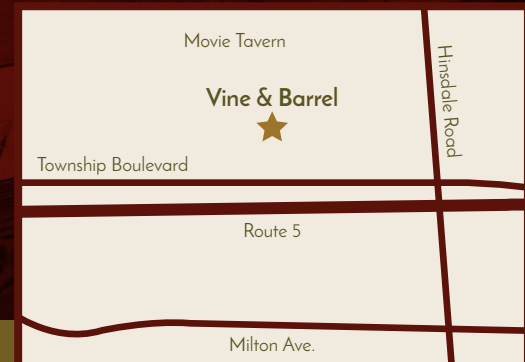 Movie Tavern
Hinsdale Road
Vine & Barrel
Township Boulevard
Route 5
Milton Ave.